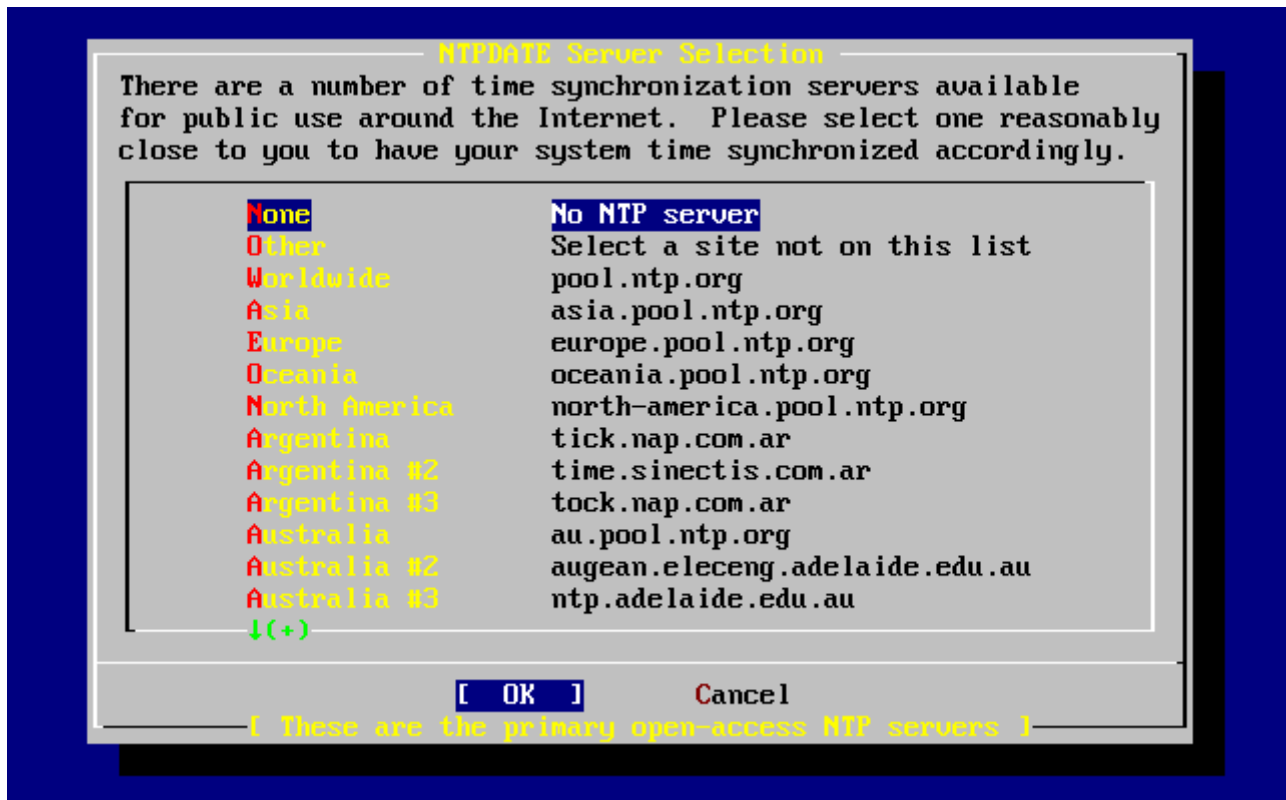 NTPDATE Server Selection
There are a number of time synchronization servers available
for public use around the Internet.  Please select one reasonably
close to you to have your system time synchronized accordingly.
None No NTP server
Other Select a site not on this list
Worldwide pool.ntp.org
Asia asia.pool.ntp.org
Europe europe.pool.ntp.org
Oceania oceania.pool.ntp.org
North America north-america.pool.ntp.org
Argentina tick.nap.com.ar
Argentina #2 time.sinectis.com.ar
Argentina #3 tock.nap.com.ar
Australia au.pool.ntp.org
Australia #2 augean.eleceng.adelaide.edu.au
Australia #3 ntp.adelaide.edu.au
↓(+)
[ OK ] Cancel
[ These are the primary open-access NTP servers ]